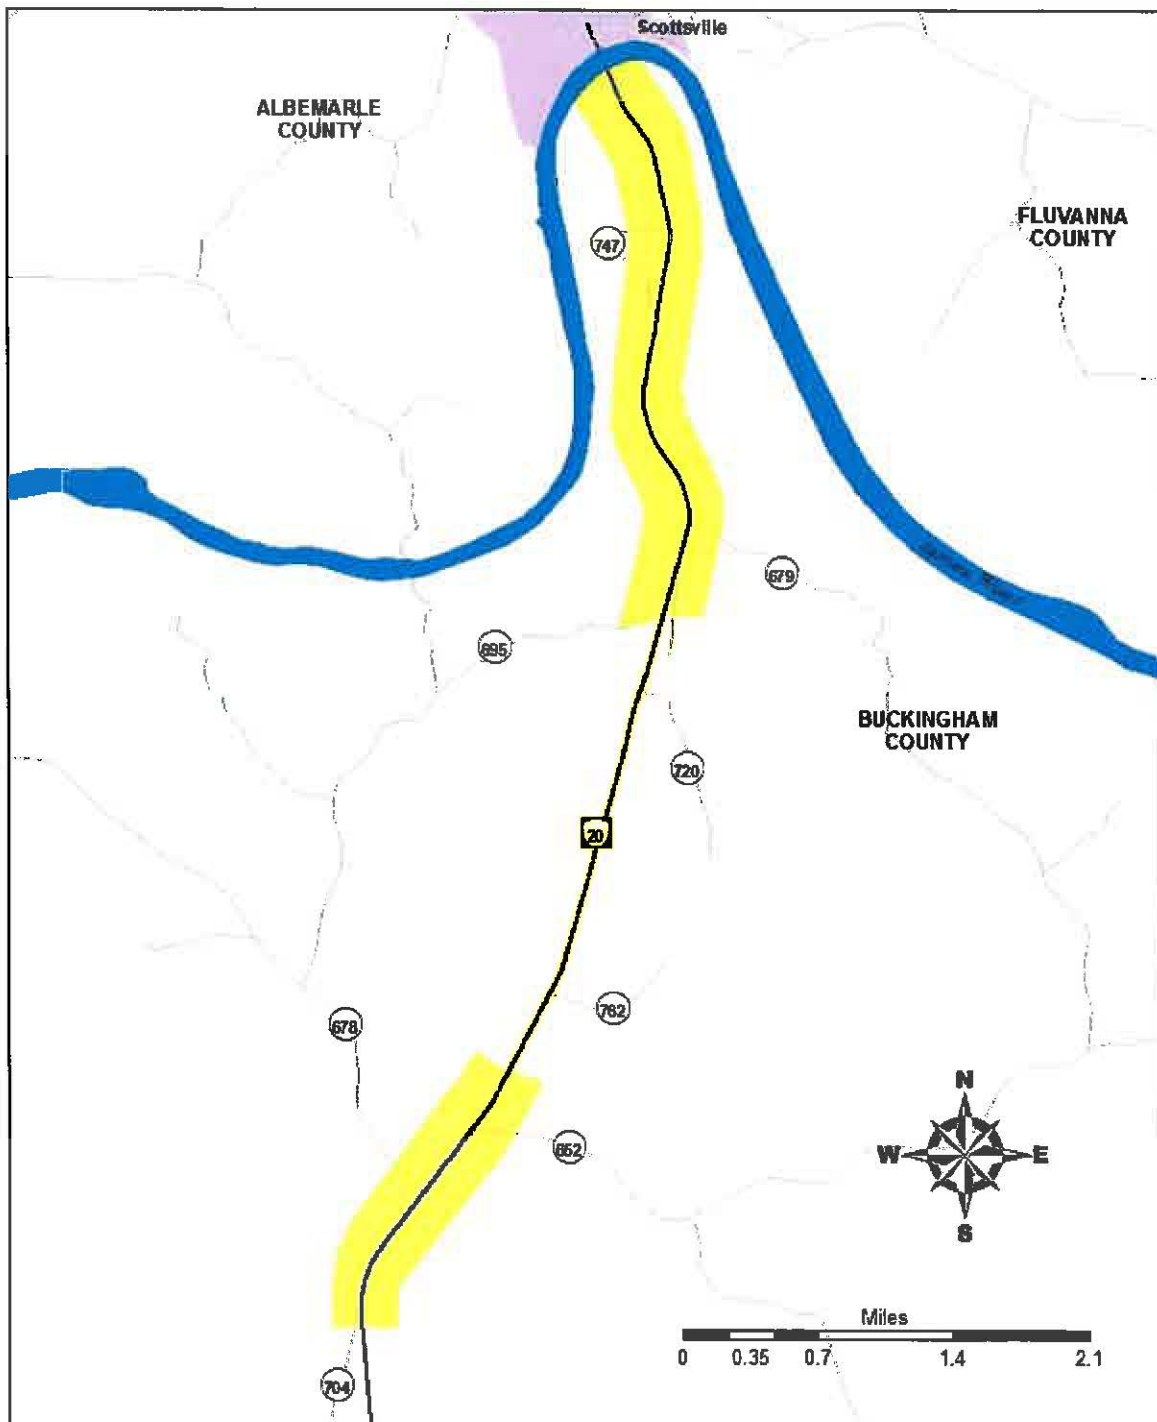 Scottsville
ALBEMARLE
COUNTY
FLUVANNA
COUNTY
747
679
695
BUCKINGHAM
COUNTY
720
20
762
678
652
N
W
E
S
Miles
0 0.35 0.7 1.4 2.1
704